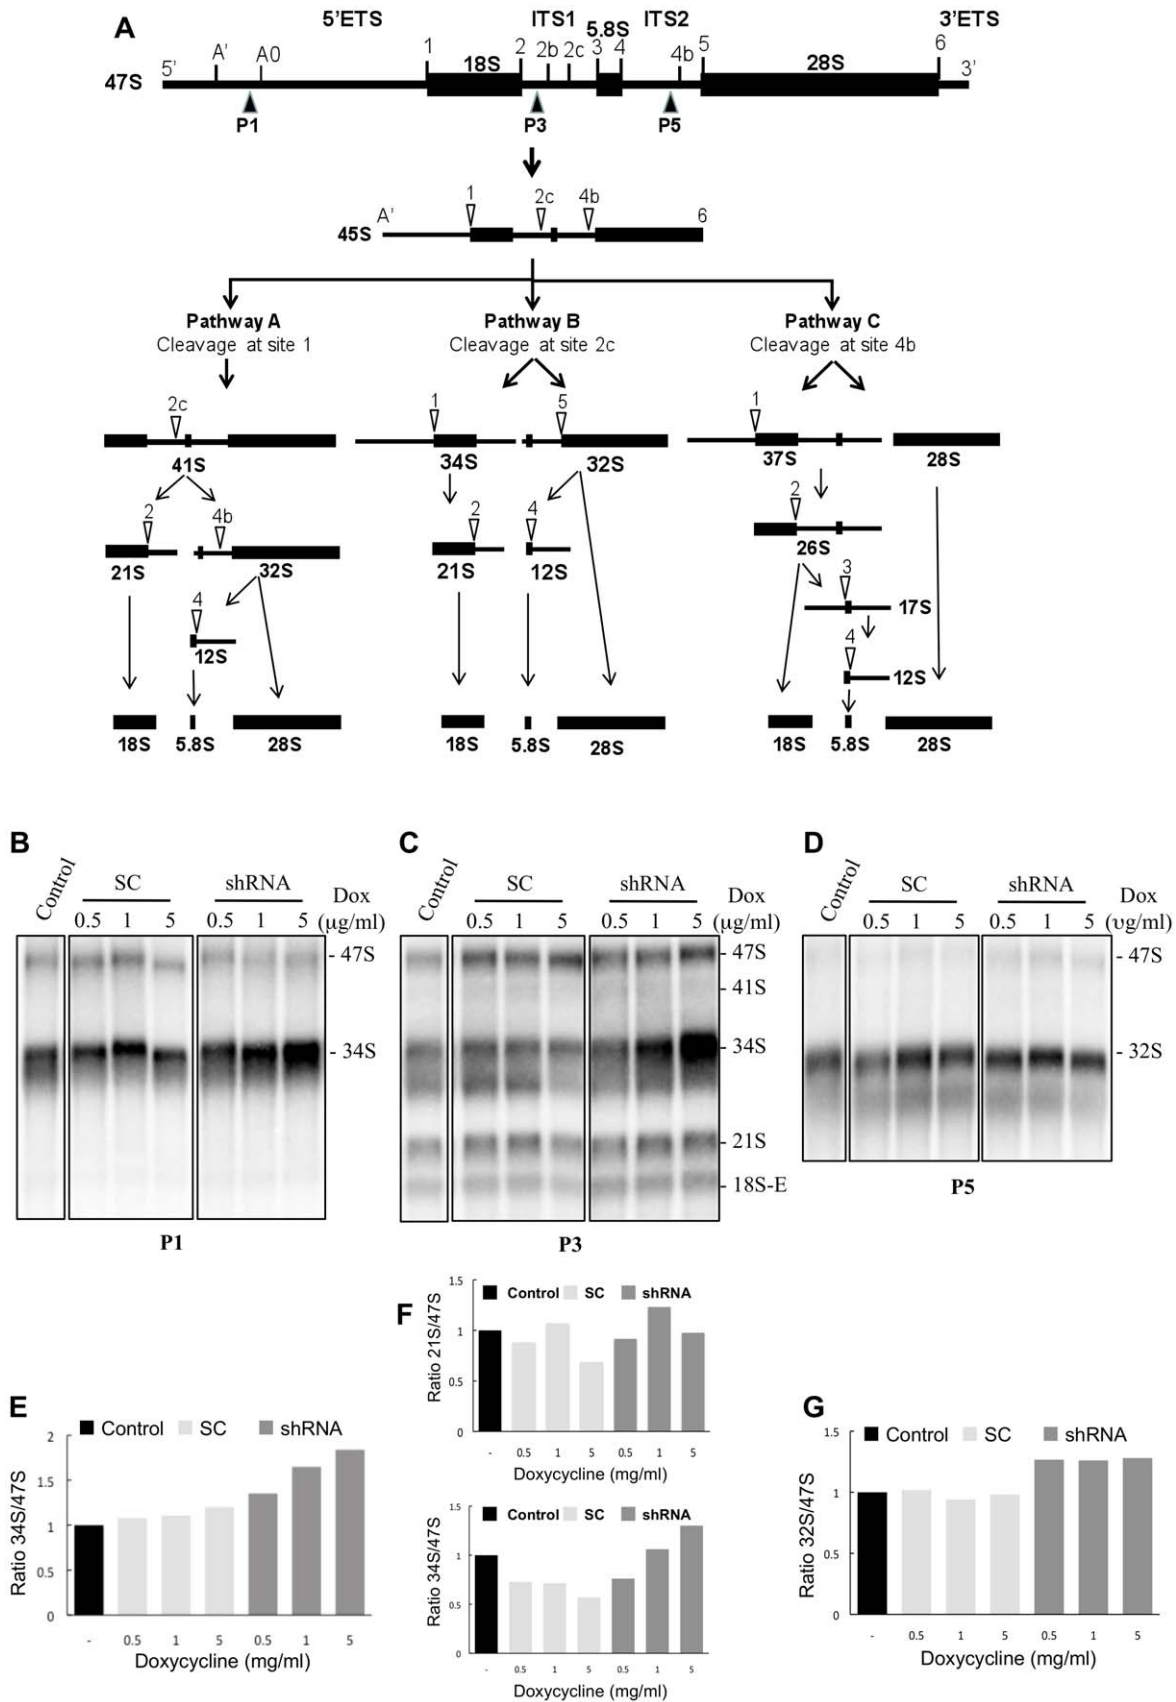 A
5'ETS ITS1 5.8S ITS2 3'ETS
5' A' A0 1 18S 2 2b 2c 3 4 4b 5 28S 6 3'
47S
P1 P3 P5
A' 1 2c 4b 6
45S
Pathway A Pathway B Pathway C
Cleavage at site 1 Cleavage at site 2c Cleavage at site 4b
2c 1 5 1
41S 34S 32S 37S 28S
2 4b 2 4 2
21S 32S 21S 12S 26S
4 3
12S 17S
4
12S
18S 5.8S 28S 18S 5.8S 28S 18S 5.8S 28S
B
Control SC shRNA Dox
0.5 1 5 0.5 1 5 (μg/ml)
- 47S
- 34S
P1
C
Control SC shRNA Dox
0.5 1 5 0.5 1 5 (μg/ml)
- 47S
- 41S
- 34S
- 21S
- 18S-E
P3
D
Control SC shRNA Dox
0.5 1 5 0.5 1 5 (υg/ml)
- 47S
- 32S
P5
F
Control SC shRNA
Ratio 21S/47S
1.5
1
0.5
0
- 0.5 1 5 0.5 1 5
Doxycycline (mg/ml)
Control SC shRNA
Ratio 34S/47S
1.5
1
0.5
0
- 0.5 1 5 0.5 1 5
Doxycycline (mg/ml)
E
Control SC shRNA
Ratio 34S/47S
2
1.5
1
0.5
0
- 0.5 1 5 0.5 1 5
Doxycycline (mg/ml)
G
Control SC shRNA
Ratio 32S/47S
1.5
1
0.5
0
- 0.5 1 5 0.5 1 5
Doxycycline (mg/ml)